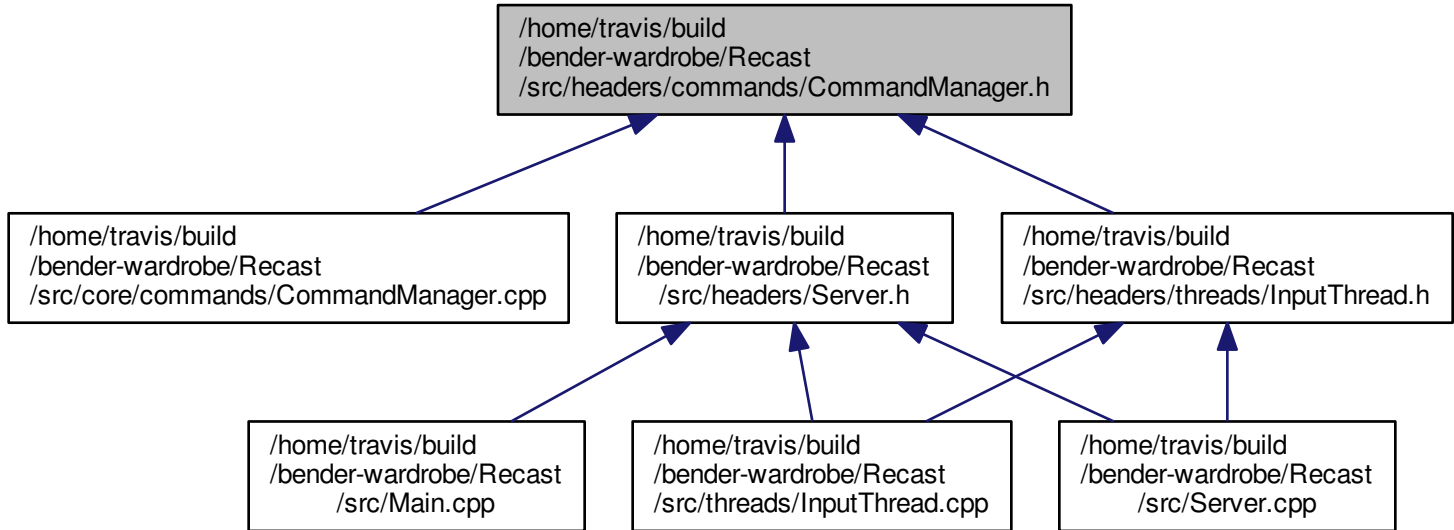 /home/travis/build
/bender-wardrobe/Recast
/src/headers/commands/CommandManager.h
/home/travis/build
/bender-wardrobe/Recast
/src/core/commands/CommandManager.cpp
/home/travis/build
/bender-wardrobe/Recast
/src/headers/Server.h
/home/travis/build
/bender-wardrobe/Recast
/src/headers/threads/InputThread.h
/home/travis/build
/bender-wardrobe/Recast
/src/Main.cpp
/home/travis/build
/bender-wardrobe/Recast
/src/threads/InputThread.cpp
/home/travis/build
/bender-wardrobe/Recast
/src/Server.cpp